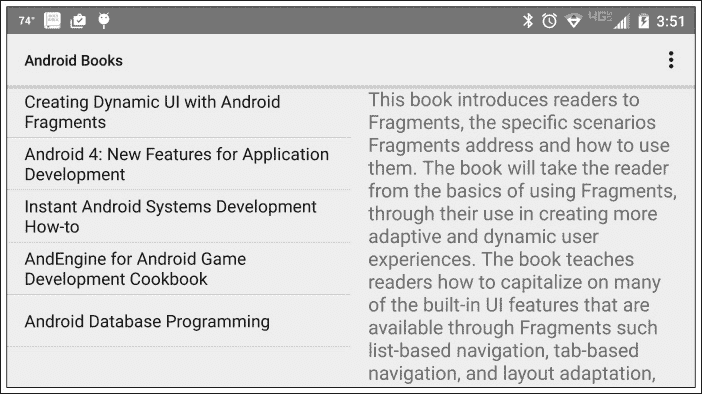 74°
4G
3:51
Android Books
Creating Dynamic UI with Android
Fragments
Android 4: New Features for Application
Development
Instant Android Systems Development
How-to
AndEngine for Android Game
Development Cookbook
Android Database Programming
This book introduces readers to
Fragments, the specific scenarios
Fragments address and how to use
them. The book will take the reader
from the basics of using Fragments,
through their use in creating more
adaptive and dynamic user
experiences. The book teaches
readers how to capitalize on many
of the built-in UI features that are
available through Fragments such
list-based navigation, tab-based
navigation, and layout adaptation,